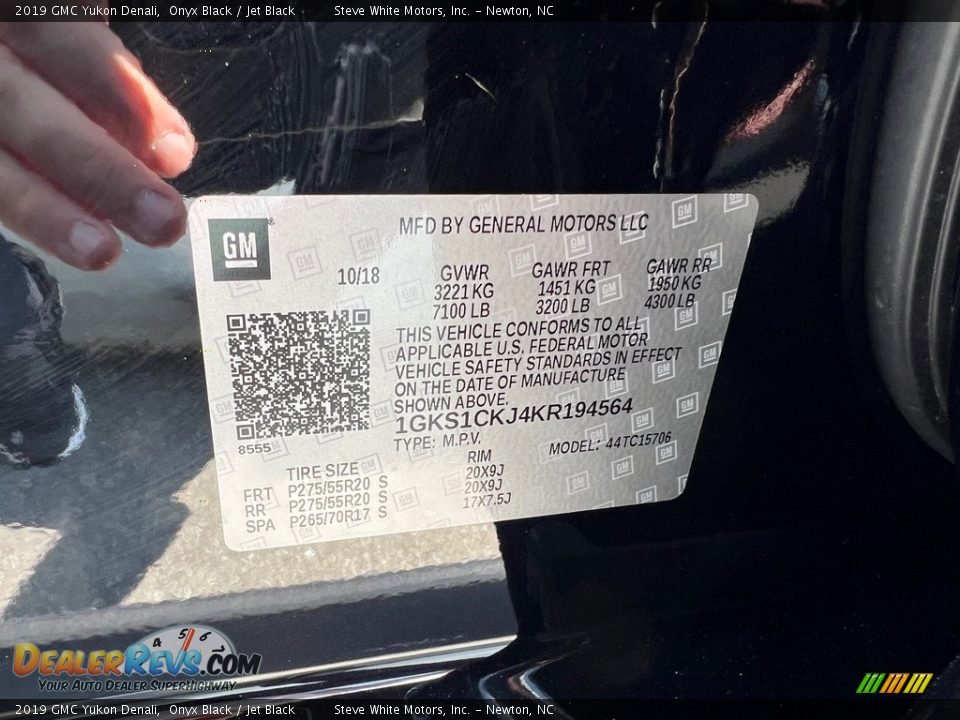 2019 GMC Yukon Denali, Onyx Black / Jet Black Steve White Motors, Inc. – Newton, NC
GM
MFD BY GENERAL MOTORS LLC
10/18 GVWR GAWR FRT GAWR RR
3221 KG 1451 KG 1950 KG
7100 LB 3200 LB 4300 LB
THIS VEHICLE CONFORMS TO ALL
APPLICABLE U.S. FEDERAL MOTOR
VEHICLE SAFETY STANDARDS IN EFFECT
ON THE DATE OF MANUFACTURE
SHOWN ABOVE.
1GKS1CKJ4KR194564
8555 TYPE: M.P.V. MODEL: 44TC15706
TIRE SIZE RIM
FRT P275/55R20 S 20X9J
RR P275/55R20 S 20X9J
SPA P265/70R17 S 17X7.5J
4 5 6
DealerRevs.com
Your Auto Dealer SuperHighway
2019 GMC Yukon Denali, Onyx Black / Jet Black Steve White Motors, Inc. – Newton, NC